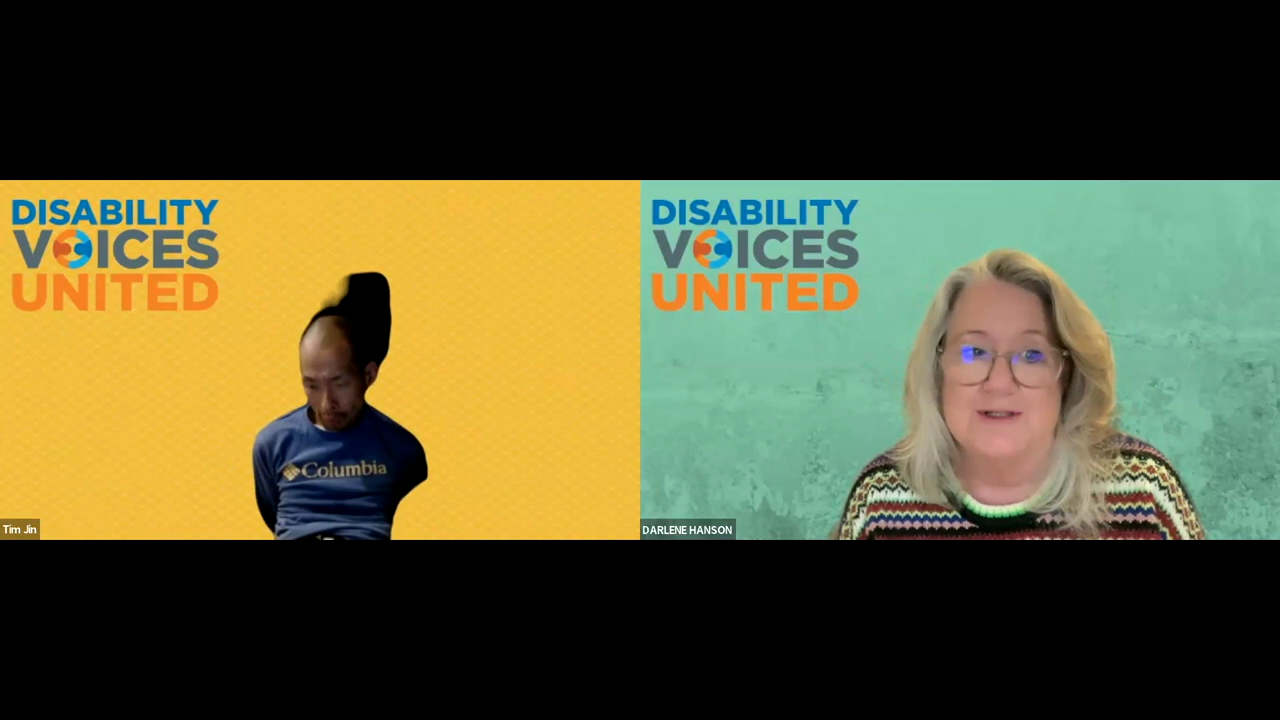 DISABILITY
VOICES
UNITED
Columbia
Tim Jin
DISABILITY
VOICES
UNITED
DARLENE HANSON